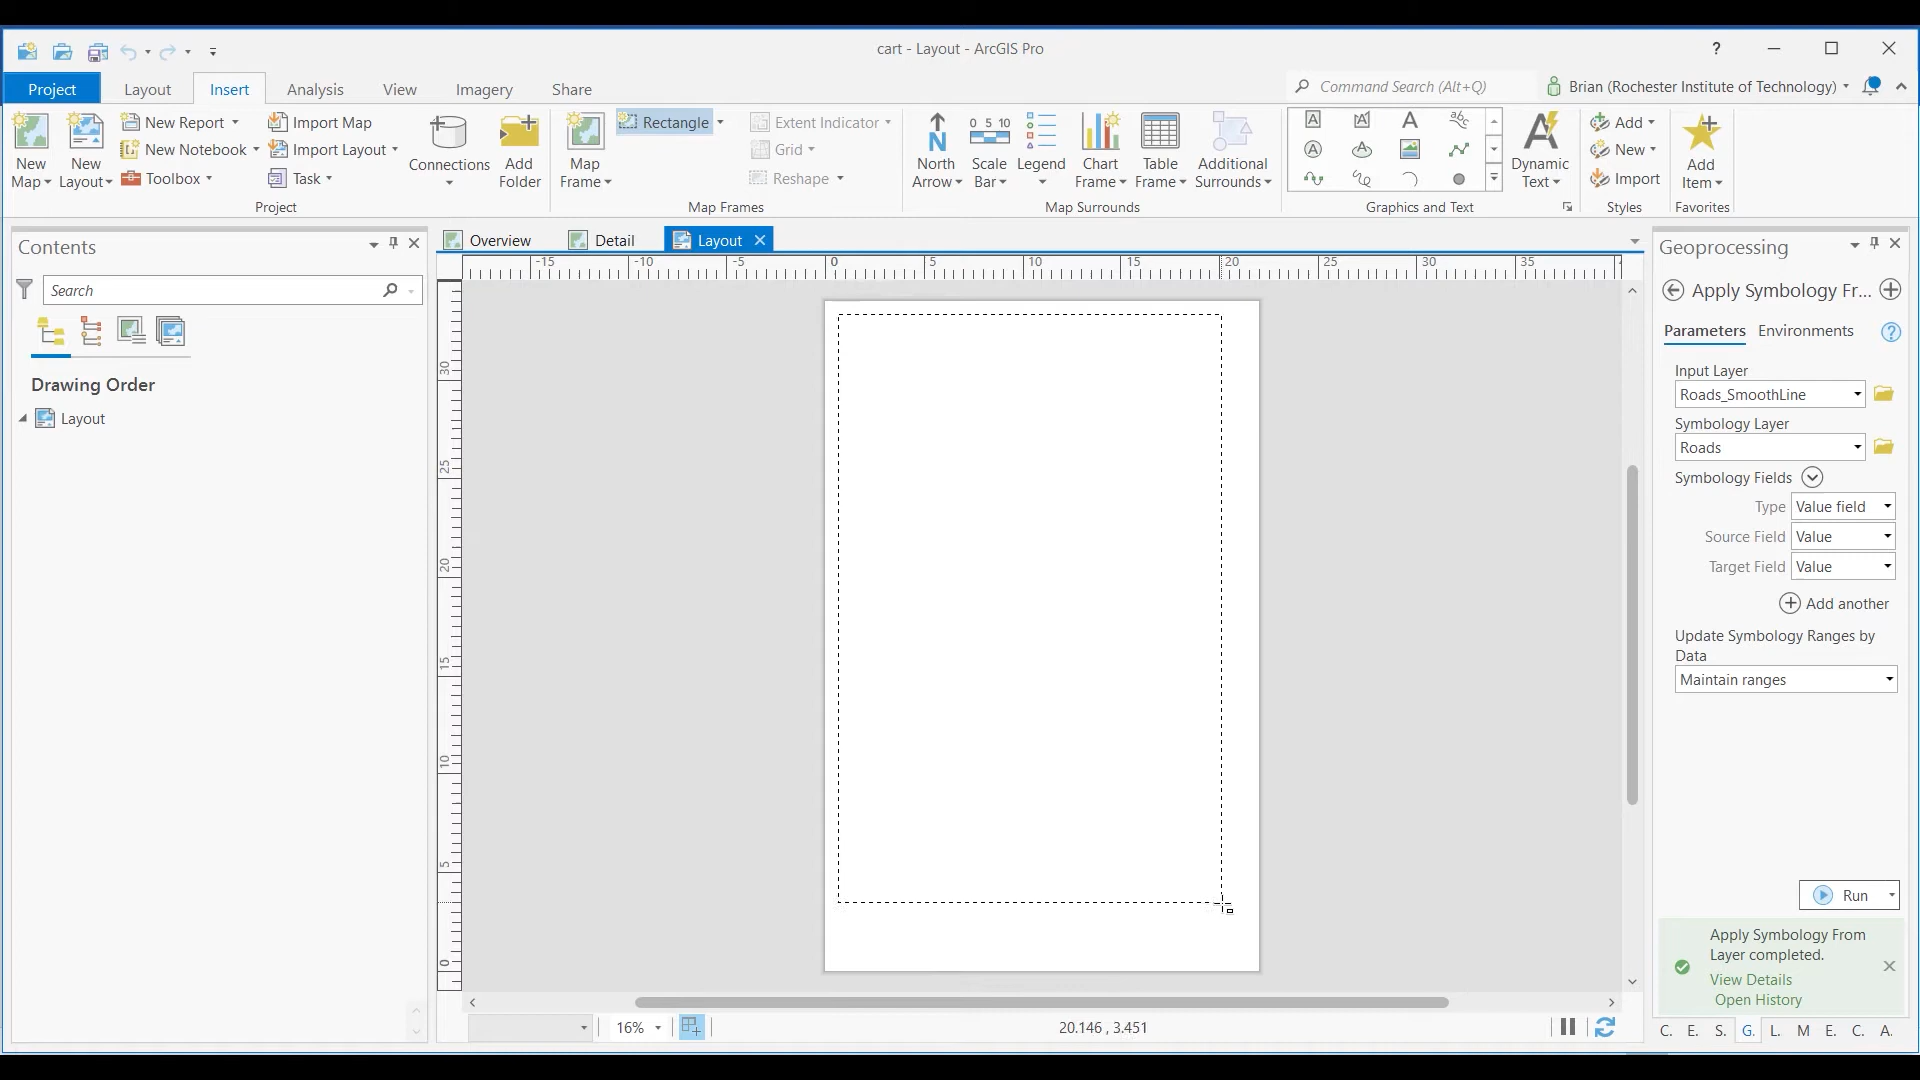 cart - Layout - ArcGIS Pro
?
Project
Layout
Insert
Analysis
View
Imagery
Share
Command Search (Alt+Q)
Brian (Rochester Institute of Technology)
New
Map
New
Layout
New Report
New Notebook
Toolbox
Import Map
Import Layout
Task
Connections
Add
Folder
Project
Map
Frame
Rectangle
Extent Indicator
Grid
Reshape
Map Frames
N
North
Arrow
0 5 10
Scale
Bar
Legend
Chart
Frame
Table
Frame
Additional
Surrounds
Map Surrounds
Graphics and Text
Dynamic
Text
Add
New
Import
Styles
Add
Item
Favorites
Contents
Search
Drawing Order
Layout
Overview
Detail
Layout
-15
-10
-5
0
5
10
15
20
25
30
35
30
25
20
15
10
5
0
16%
20.146 , 3.451
Geoprocessing
Apply Symbology Fr...
Parameters
Environments
?
Input Layer
Roads_SmoothLine
Symbology Layer
Roads
Symbology Fields
Type
Value field
Source Field
Value
Target Field
Value
Add another
Update Symbology Ranges by
Data
Maintain ranges
Run
Apply Symbology From
Layer completed.
View Details
Open History
C.
E.
S.
G.
L.
M
E.
C.
A.